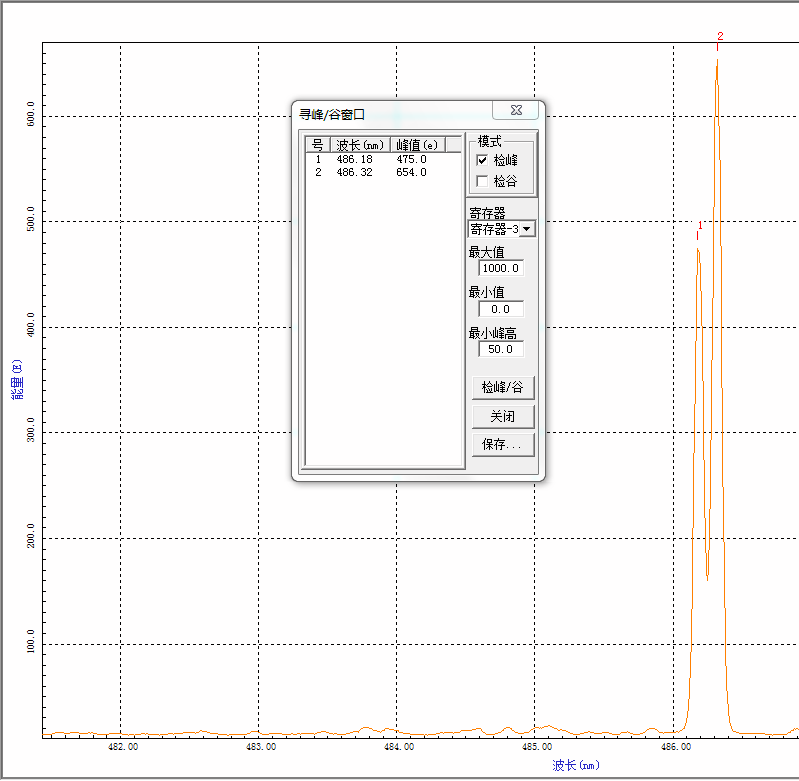 2
600.0
寻峰/谷窗口
号 波长(nm) 峰值(e)
1 486.18 475.0
2 486.32 654.0
模式
检峰
检谷
寄存器
寄存器-3
最大值
1000.0
最小值
0.0
最小峰高
50.0
检峰/谷
关闭
保存...
1
500.0
400.0
能量(E)
300.0
200.0
100.0
482.00 483.00 484.00 485.00 486.00
波长(nm)